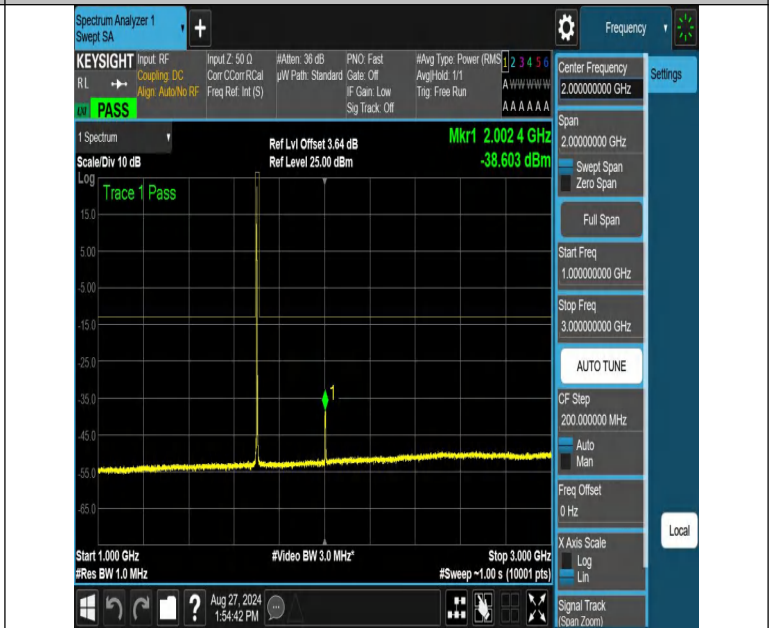 Spectrum Analyzer 1
Swept SA
+
Frequency
KEYSIGHT
RL
PASS
Input: RF
Coupling: DC
Align: Auto/No RF
Input Z: 50 Ω
Corr CCorr RCal
Freq Ref: Int (S)
#Atten: 36 dB
µW Path: Standard
PNO: Fast
Gate: Off
IF Gain: Low
Sig Track: Off
#Avg Type: Power (RMS
Avg|Hold: 1/1
Trig: Free Run
1 2 3 4 5 6
A W W W W W
A A A A A A
Center Frequency
2.000000000 GHz
Settings
Span
2.00000000 GHz
Swept Span
Zero Span
Full Span
Start Freq
1.000000000 GHz
Stop Freq
3.000000000 GHz
AUTO TUNE
CF Step
200.000000 MHz
Auto
Man
Freq Offset
0 Hz
X Axis Scale
Log
Lin
Signal Track
(Span Zoom)
Local
1 Spectrum
Scale/Div 10 dB
Ref Lvl Offset 3.64 dB
Ref Level 25.00 dBm
Mkr1 2.002 4 GHz
-38.603 dBm
Log
Trace 1 Pass
15.0
5.00
-5.00
-15.0
-25.0
-35.0
1
-45.0
-55.0
-65.0
Start 1.000 GHz
#Video BW 3.0 MHz*
Stop 3.000 GHz
#Res BW 1.0 MHz
#Sweep ~1.00 s (10001 pts)
?
Aug 27, 2024
1:54:42 PM